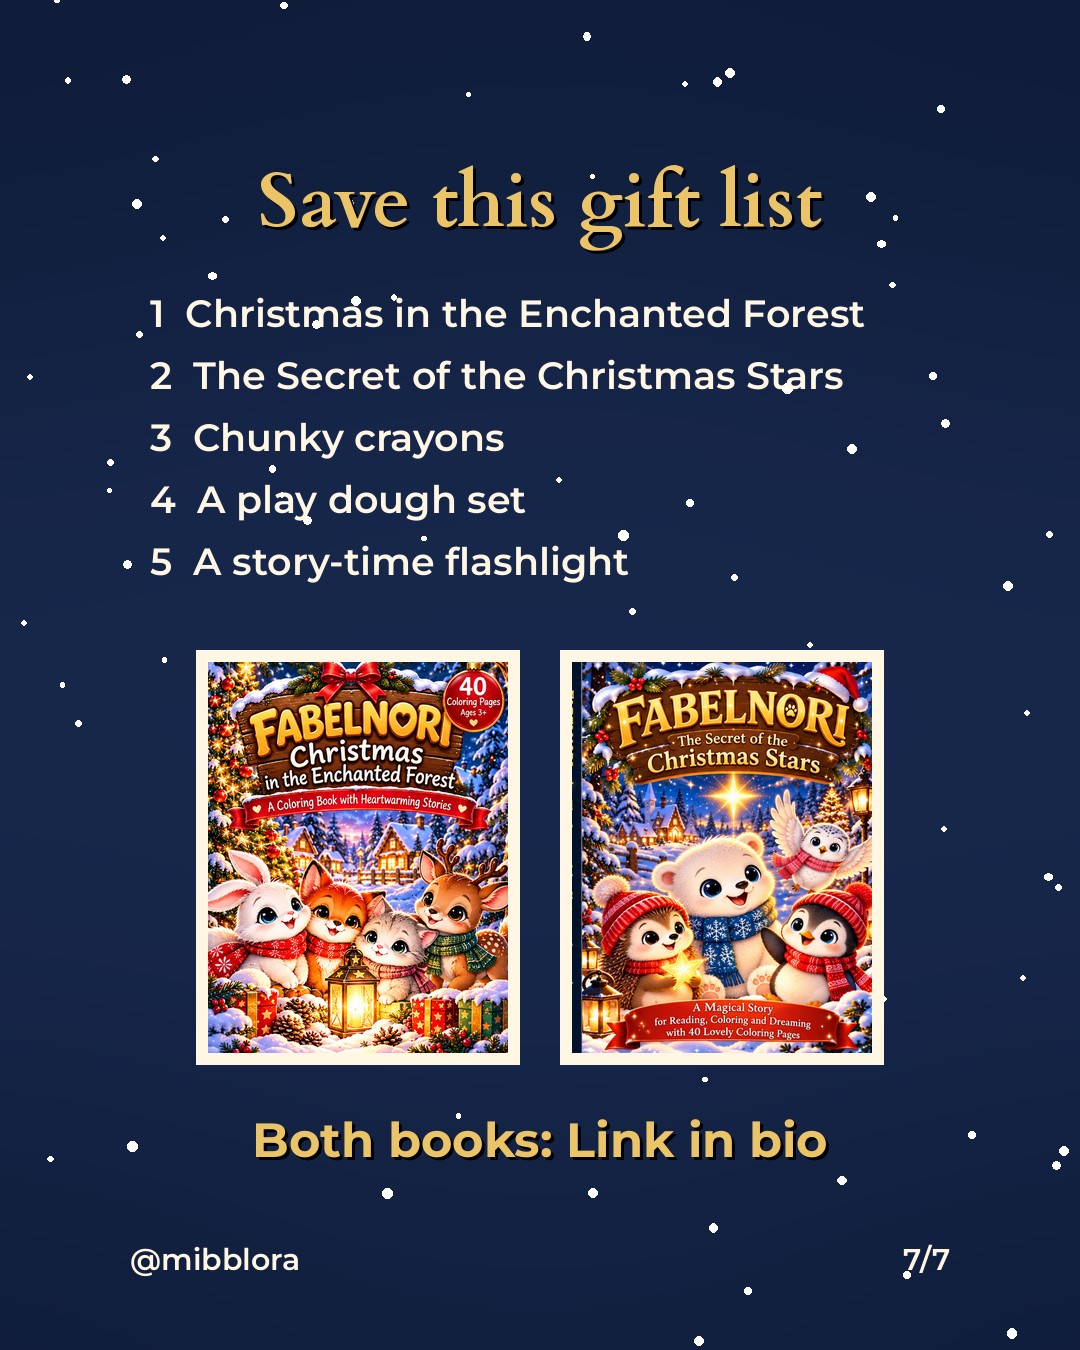 Save this gift list
1 Christmas in the Enchanted Forest
2 The Secret of the Christmas Stars
3 Chunky crayons
4 A play dough set
5 A story-time flashlight
40
Coloring Pages
Ages 3+
FABELNORI
Christmas
in the Enchanted Forest
A Coloring Book with Heartwarming Stories
FABELNORI
The Secret of the
Christmas Stars
A Magical Story
for Reading, Coloring and Dreaming
with 40 Lovely Coloring Pages
Both books: Link in bio
@mibblora
7/7